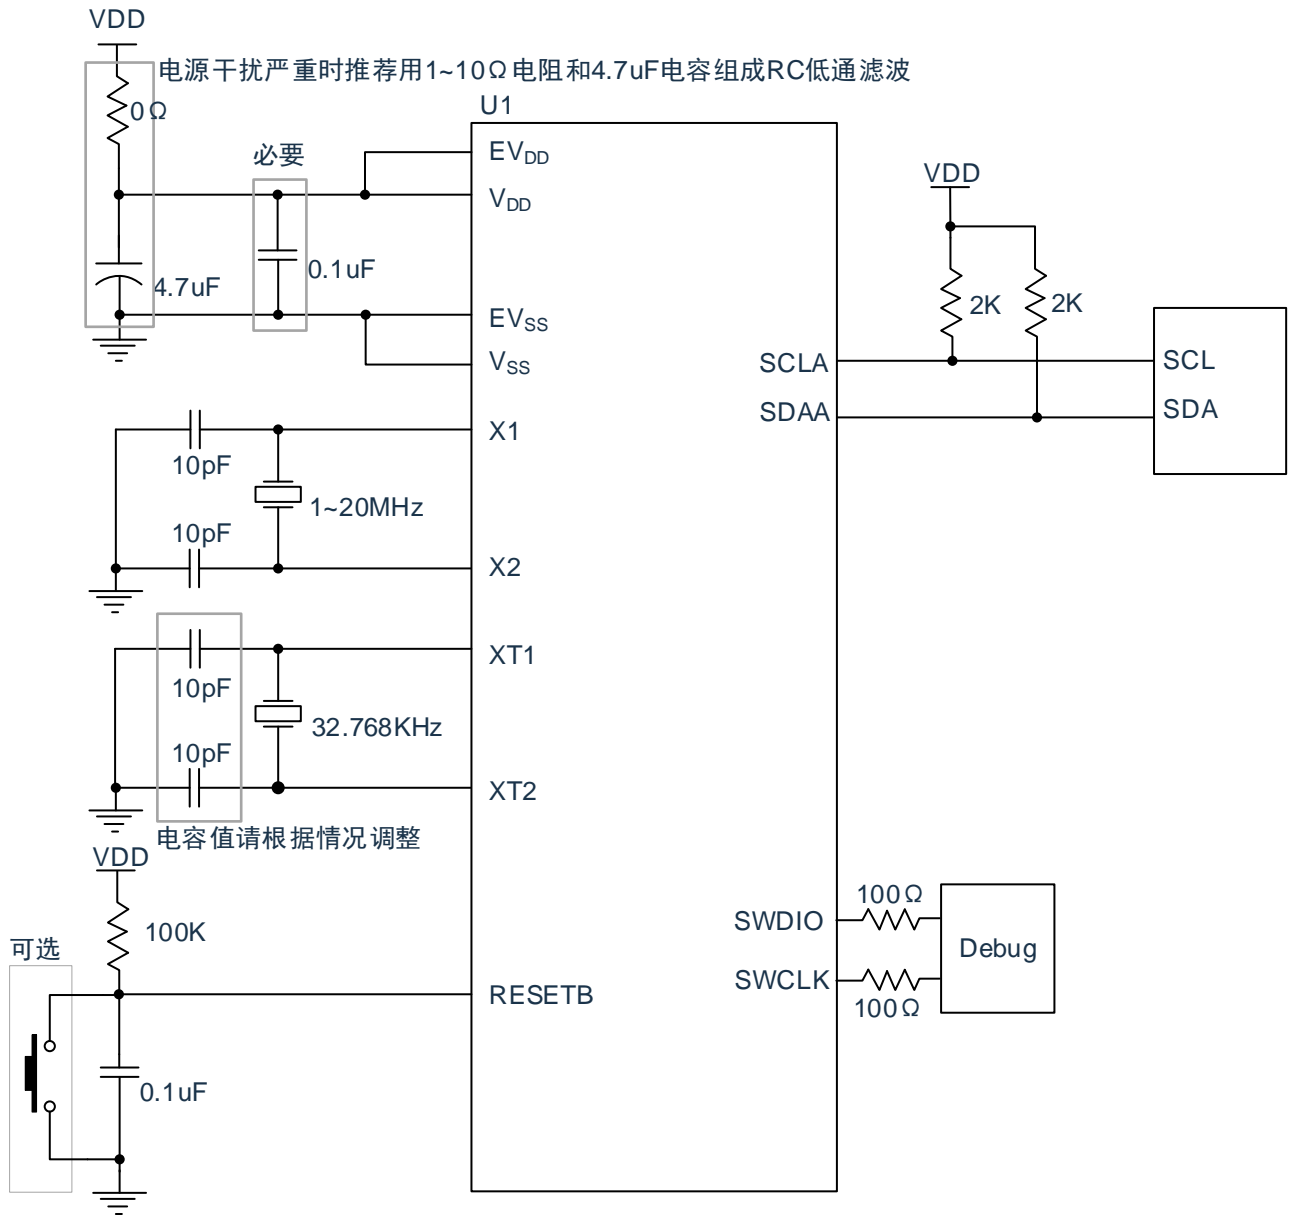 VDD
电源干扰严重时推荐用1~10Ω电阻和4.7uF电容组成RC低通滤波
0Ω
U1
必要
EVDD
VDD
0.1uF
4.7uF
EVSS
VSS
VDD
2K
2K
SCLA
SCL
SDAA
SDA
X1
10pF
1~20MHz
10pF
X2
XT1
10pF
32.768KHz
10pF
XT2
电容值请根据情况调整
VDD
100K
可选
RESETB
0.1uF
100Ω
SWDIO
Debug
SWCLK
100Ω